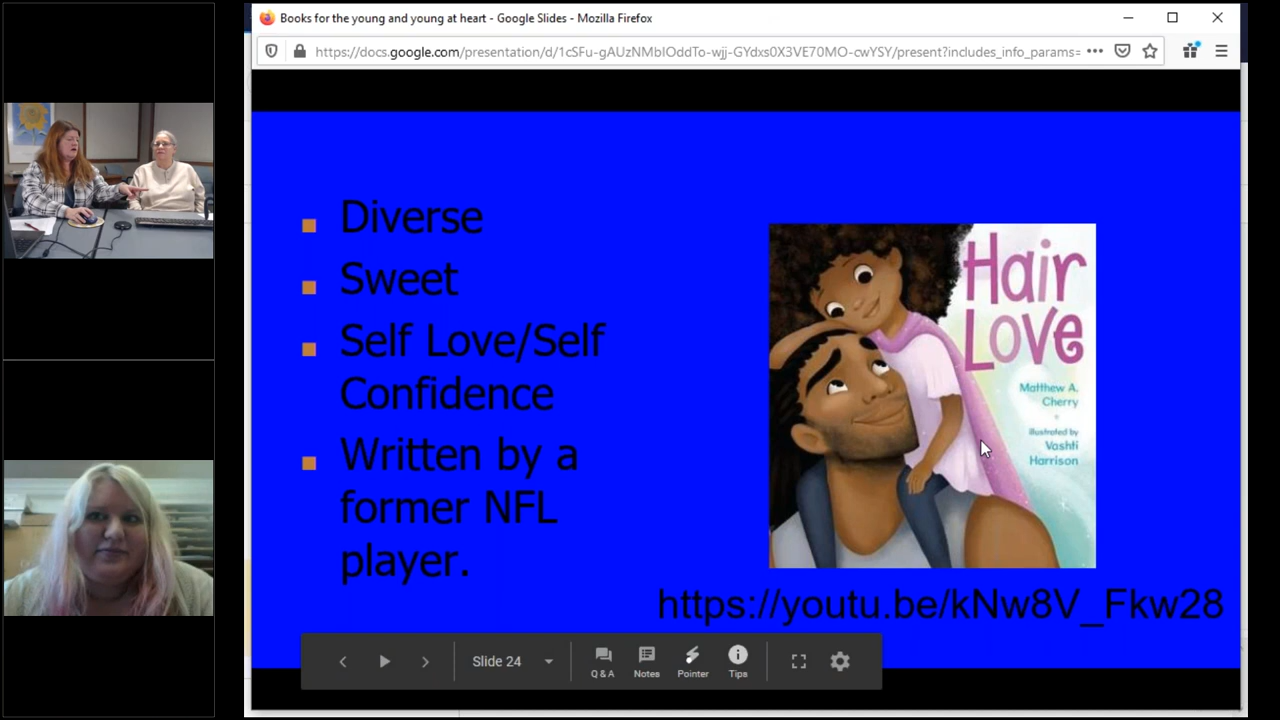 Books for the young and young at heart - Google Slides - Mozilla Firefox
https://docs.google.com/presentation/d/1cSFu-gAUzNMbIOddTo-wjj-GYdxs0X3VE70MO-cwYSY/present?includes_info_params=
Diverse
Sweet
Self Love/Self
Confidence
Written by a
former NFL
player.
Hair
Love
Matthew A.
Cherry
illustrated by
Vashti
Harrison
https://youtu.be/kNw8V_Fkw28
Slide 24
Q & A
Notes
Pointer
Tips